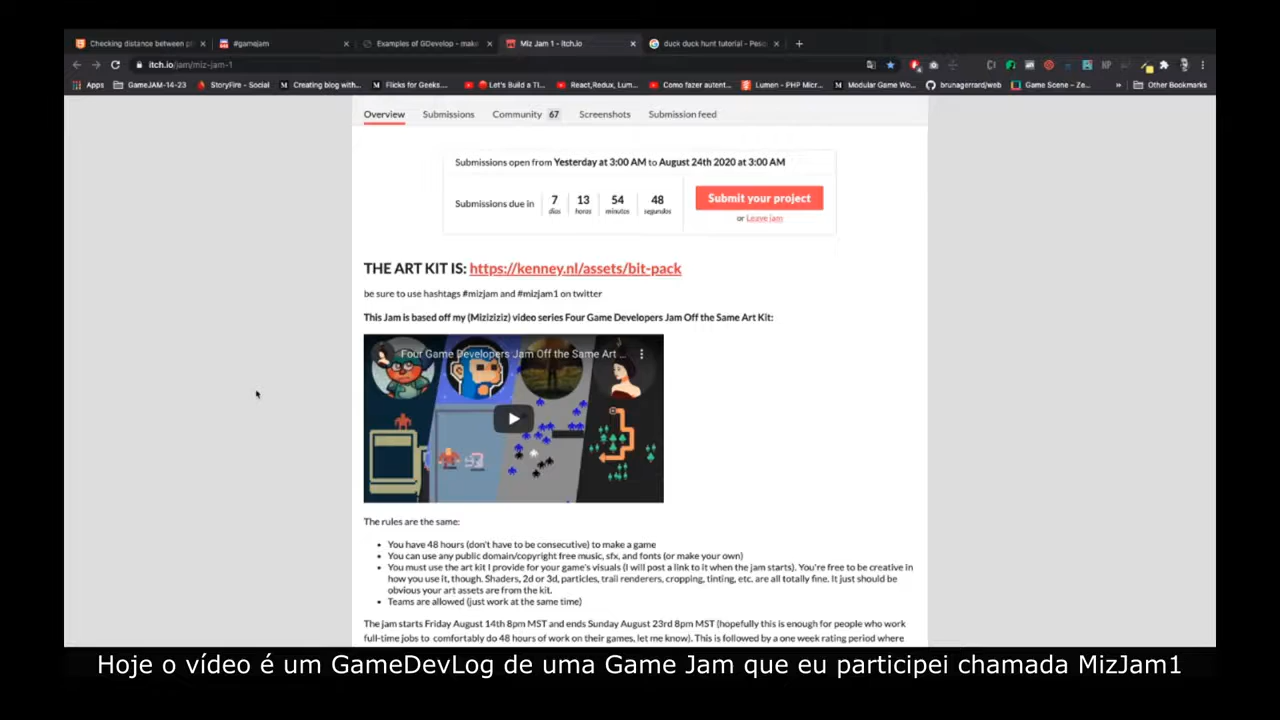 Checking distance between pl
#gamejam
Examples of GDevelop - make
Miz Jam 1 - itch.io
duck duck hunt tutorial - Pesq
itch.io/jam/miz-jam-1
Apps
GameJAM-14-23
StoryFire - Social
Creating blog with...
Flicks for Geeks...
Let's Build a Ti...
React,Redux, Lum...
Como fazer autent...
Lumen - PHP Micr...
Modular Game Wo...
brunagerrard/web
Game Scene – Ze...
»
Other Bookmarks
Overview
Submissions
Community 67
Screenshots
Submission feed
Submissions open from Yesterday at 3:00 AM to August 24th 2020 at 3:00 AM
Submissions due in
7
dias
13
horas
54
minutos
48
segundos
Submit your project
or Leave jam
THE ART KIT IS: https://kenney.nl/assets/bit-pack
be sure to use hashtags #mizjam and #mizjam1 on twitter
This Jam is based off my (Miziziziz) video series Four Game Developers Jam Off the Same Art Kit:
Four Game Developers Jam Off the Same Art ...
The rules are the same:
• You have 48 hours (don't have to be consecutive) to make a game
• You can use any public domain/copyright free music, sfx, and fonts (or make your own)
• You must use the art kit I provide for your game's visuals (I will post a link to it when the jam starts). You're free to be creative in
how you use it, though. Shaders, 2d or 3d, particles, trail renderers, cropping, tinting, etc. are all totally fine. It just should be
obvious your art assets are from the kit.
• Teams are allowed (just work at the same time)
The jam starts Friday August 14th 8pm MST and ends Sunday August 23rd 8pm MST (hopefully this is enough for people who work
full-time jobs to comfortably do 48 hours of work on their games, let me know). This is followed by a one week rating period where
Hoje o vídeo é um GameDevLog de uma Game Jam que eu participei chamada MizJam1